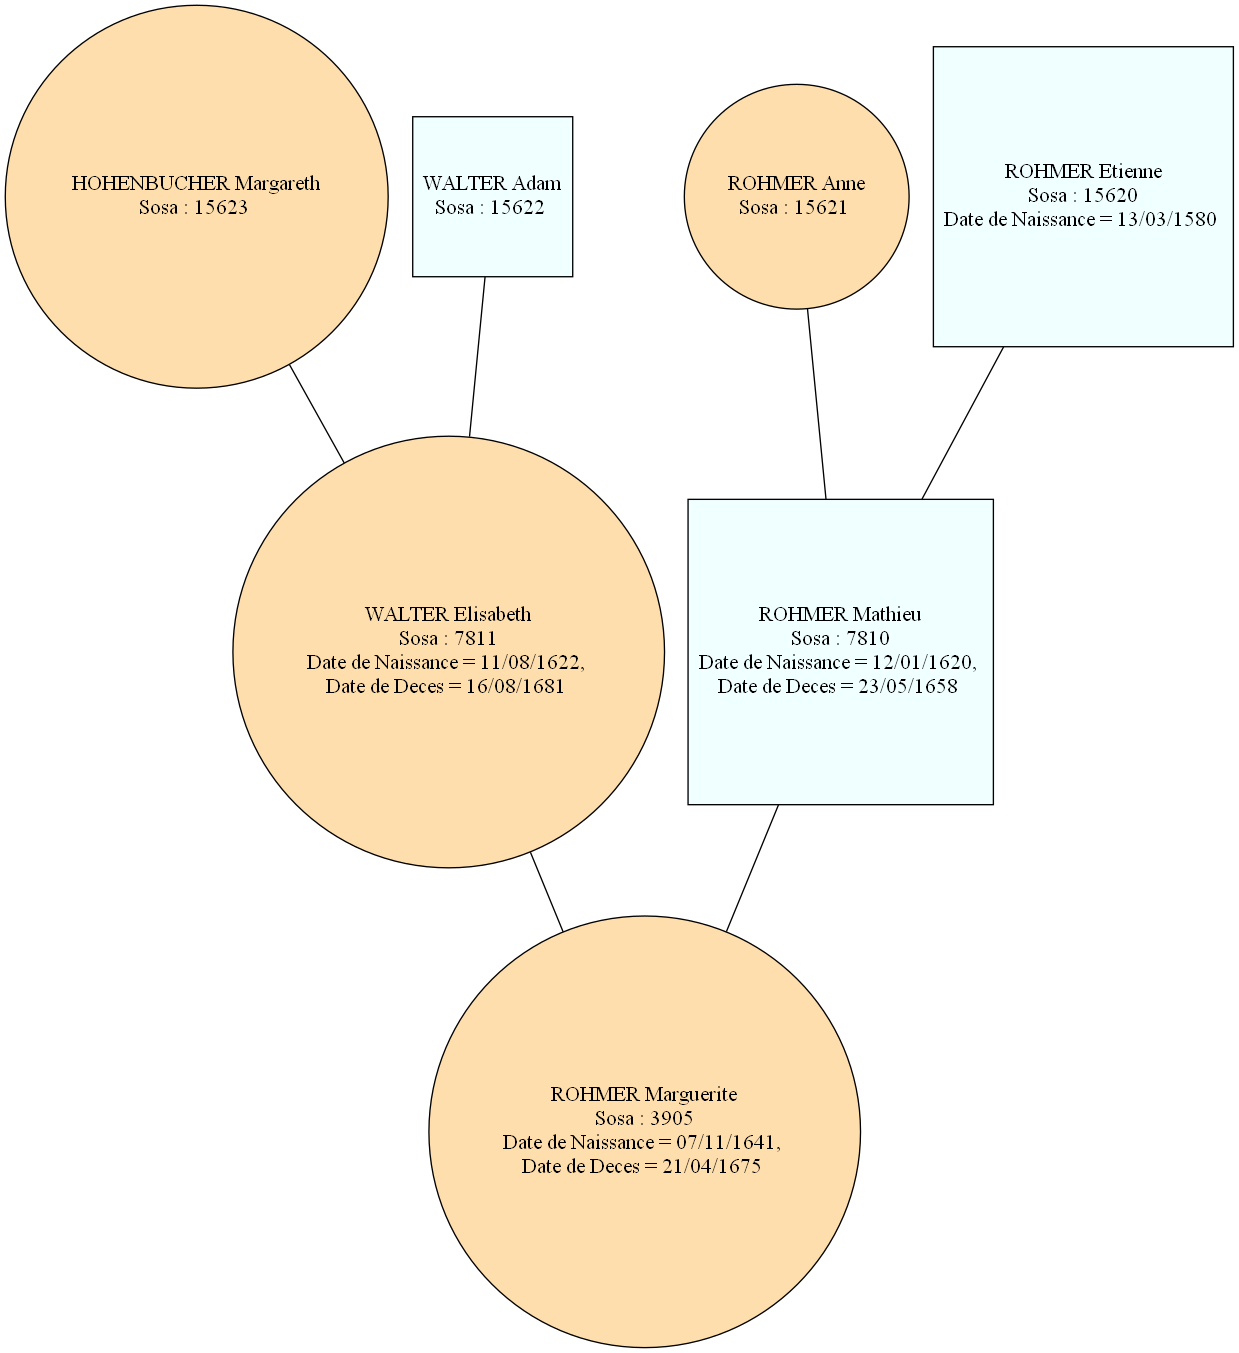 HOHENBUCHER Margareth
Sosa : 15623
WALTER Adam
Sosa : 15622
ROHMER Anne
Sosa : 15621
ROHMER Etienne
Sosa : 15620
Date de Naissance = 13/03/1580
WALTER Elisabeth
Sosa : 7811
Date de Naissance = 11/08/1622,
Date de Deces = 16/08/1681
ROHMER Mathieu
Sosa : 7810
Date de Naissance = 12/01/1620,
Date de Deces = 23/05/1658
ROHMER Marguerite
Sosa : 3905
Date de Naissance = 07/11/1641,
Date de Deces = 21/04/1675